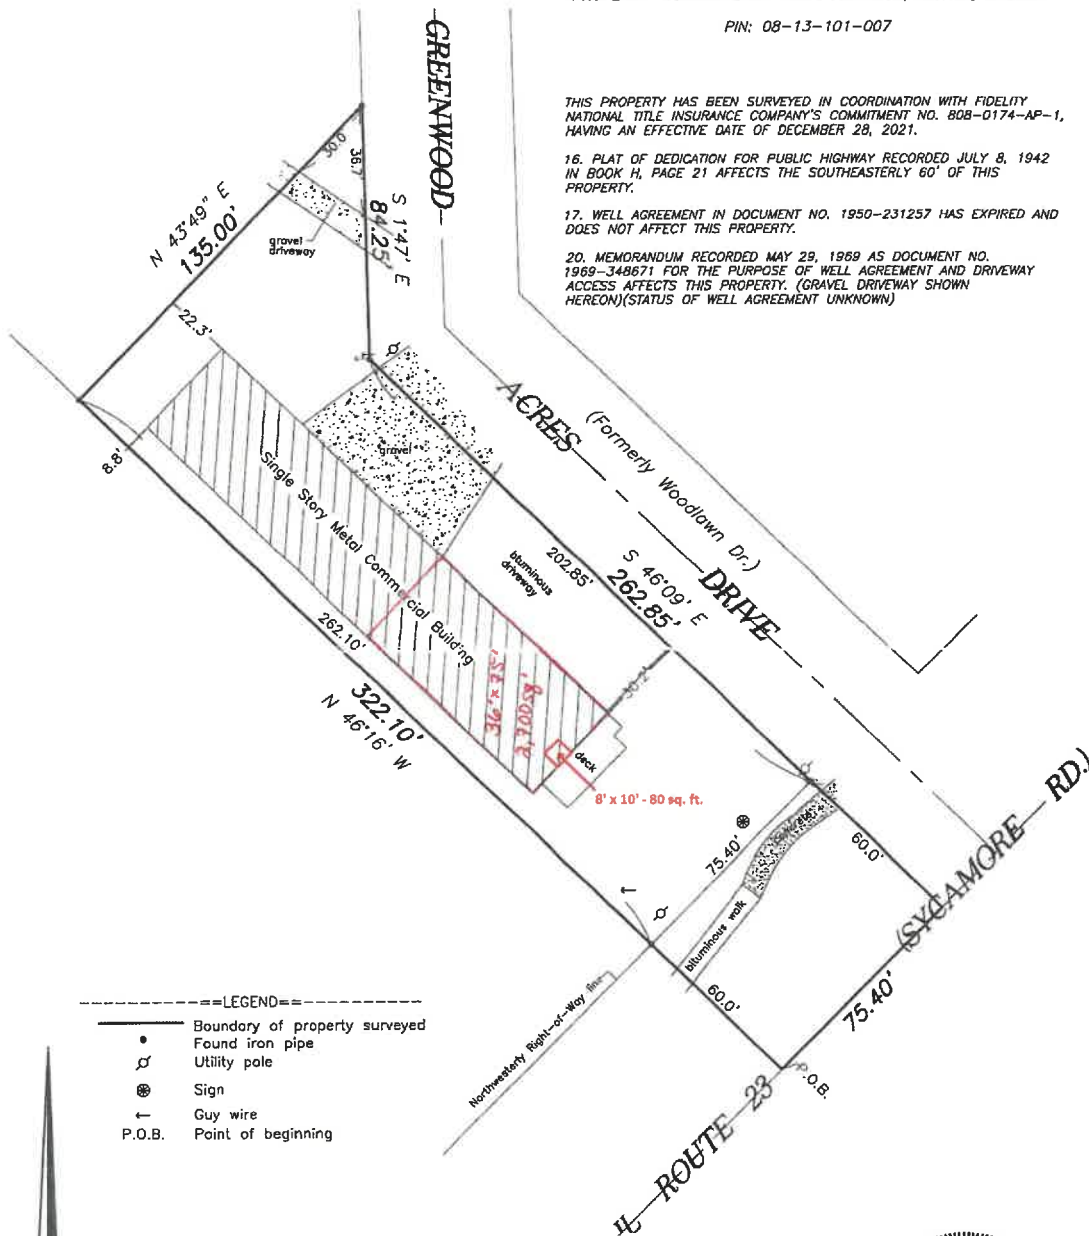 PIN: 08-13-101-007
THIS PROPERTY HAS BEEN SURVEYED IN COORDINATION WITH FIDELITY
NATIONAL TITLE INSURANCE COMPANY'S COMMITMENT NO. 808-0174-AP-1,
HAVING AN EFFECTIVE DATE OF DECEMBER 28, 2021.
16. PLAT OF DEDICATION FOR PUBLIC HIGHWAY RECORDED JULY 8, 1942
IN BOOK H, PAGE 21 AFFECTS THE SOUTHEASTERLY 60' OF THIS
PROPERTY.
17. WELL AGREEMENT IN DOCUMENT NO. 1950-231257 HAS EXPIRED AND
DOES NOT AFFECT THIS PROPERTY.
20. MEMORANDUM RECORDED MAY 29, 1969 AS DOCUMENT NO.
1969-348671 FOR THE PURPOSE OF WELL AGREEMENT AND DRIVEWAY
ACCESS AFFECTS THIS PROPERTY. (GRAVEL DRIVEWAY SHOWN
HEREON)(STATUS OF WELL AGREEMENT UNKNOWN)
GREENWOOD
ACRES
DRIVE
(Formerly Woodlawn Dr.)
30.0'
36.7'
S 1°47' E
84.25'
N 43°49" E
135.00'
gravel
driveway
22.3'
8.8'
gravel
Single Story Metal Commercial Building
bituminous
driveway
202.85'
S 46°09' E
262.85'
262.10'
322.10'
N 46°16' W
36' x 75'
2,700 sq'
30.2'
deck
8' x 10' - 80 sq. ft.
concrete
75.40'
60.0'
bituminous walk
60.0'
75.40'
(SYCAMORE RD.)
Northwesterly Right-of-Way line
P.O.B.
IL ROUTE 23
==LEGEND==
Boundary of property surveyed
Found iron pipe
Utility pole
Sign
Guy wire
P.O.B. Point of beginning